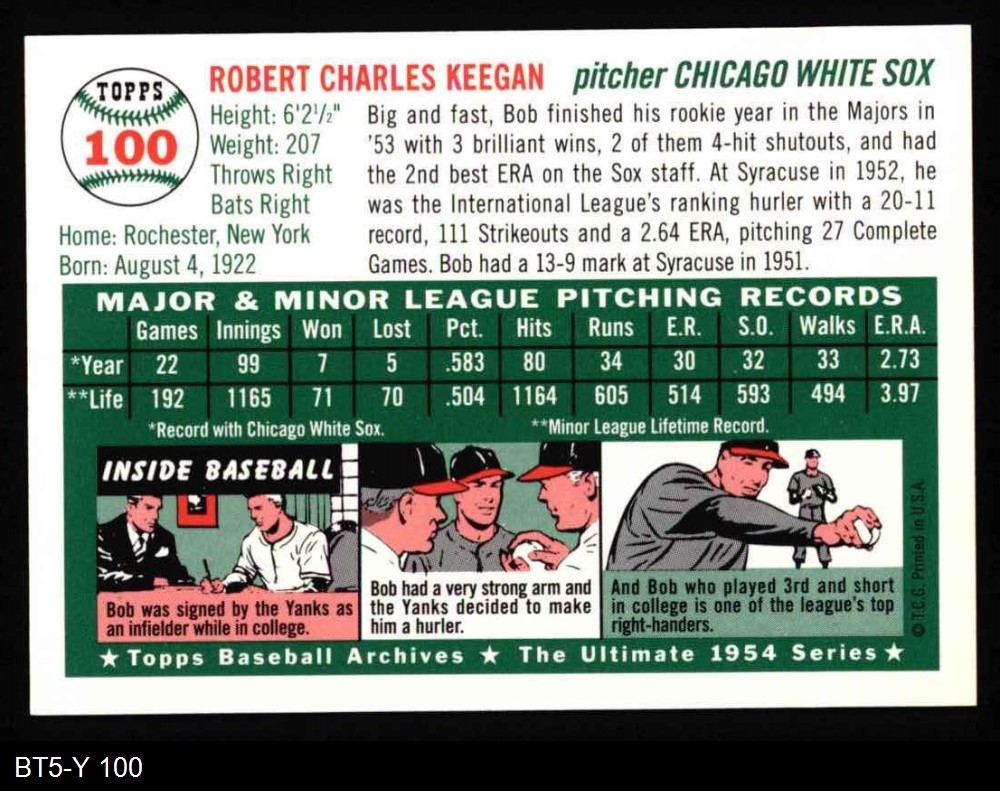 TOPPS
100
ROBERT CHARLES KEEGAN pitcher CHICAGO WHITE SOX
Height: 6'2½"
Weight: 207
Throws Right
Bats Right
Home: Rochester, New York
Born: August 4, 1922
Big and fast, Bob finished his rookie year in the Majors in
'53 with 3 brilliant wins, 2 of them 4-hit shutouts, and had
the 2nd best ERA on the Sox staff. At Syracuse in 1952, he
was the International League's ranking hurler with a 20-11
record, 111 Strikeouts and a 2.64 ERA, pitching 27 Complete
Games. Bob had a 13-9 mark at Syracuse in 1951.
MAJOR & MINOR LEAGUE PITCHING RECORDS
Games Innings Won Lost Pct. Hits Runs E.R. S.O. Walks E.R.A.
*Year 22 99 7 5 .583 80 34 30 32 33 2.73
**Life 192 1165 71 70 .504 1164 605 514 593 494 3.97
*Record with Chicago White Sox. **Minor League Lifetime Record.
INSIDE BASEBALL
Bob was signed by the Yanks as
an infielder while in college.
Bob had a very strong arm and
the Yanks decided to make
him a hurler.
And Bob who played 3rd and short
in college is one of the league's top
right-handers.
© T.C.G. Printed in U.S.A.
★ Topps Baseball Archives ★ The Ultimate 1954 Series ★
BT5-Y 100